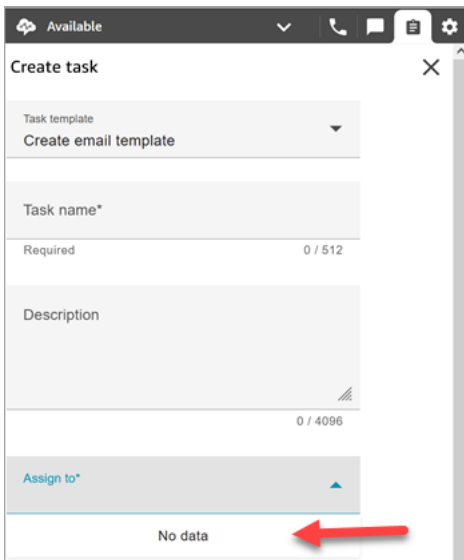 Available
Create task
Task template
Create email template
Task name*
Required 0 / 512
Description
0 / 4096
Assign to*
No data